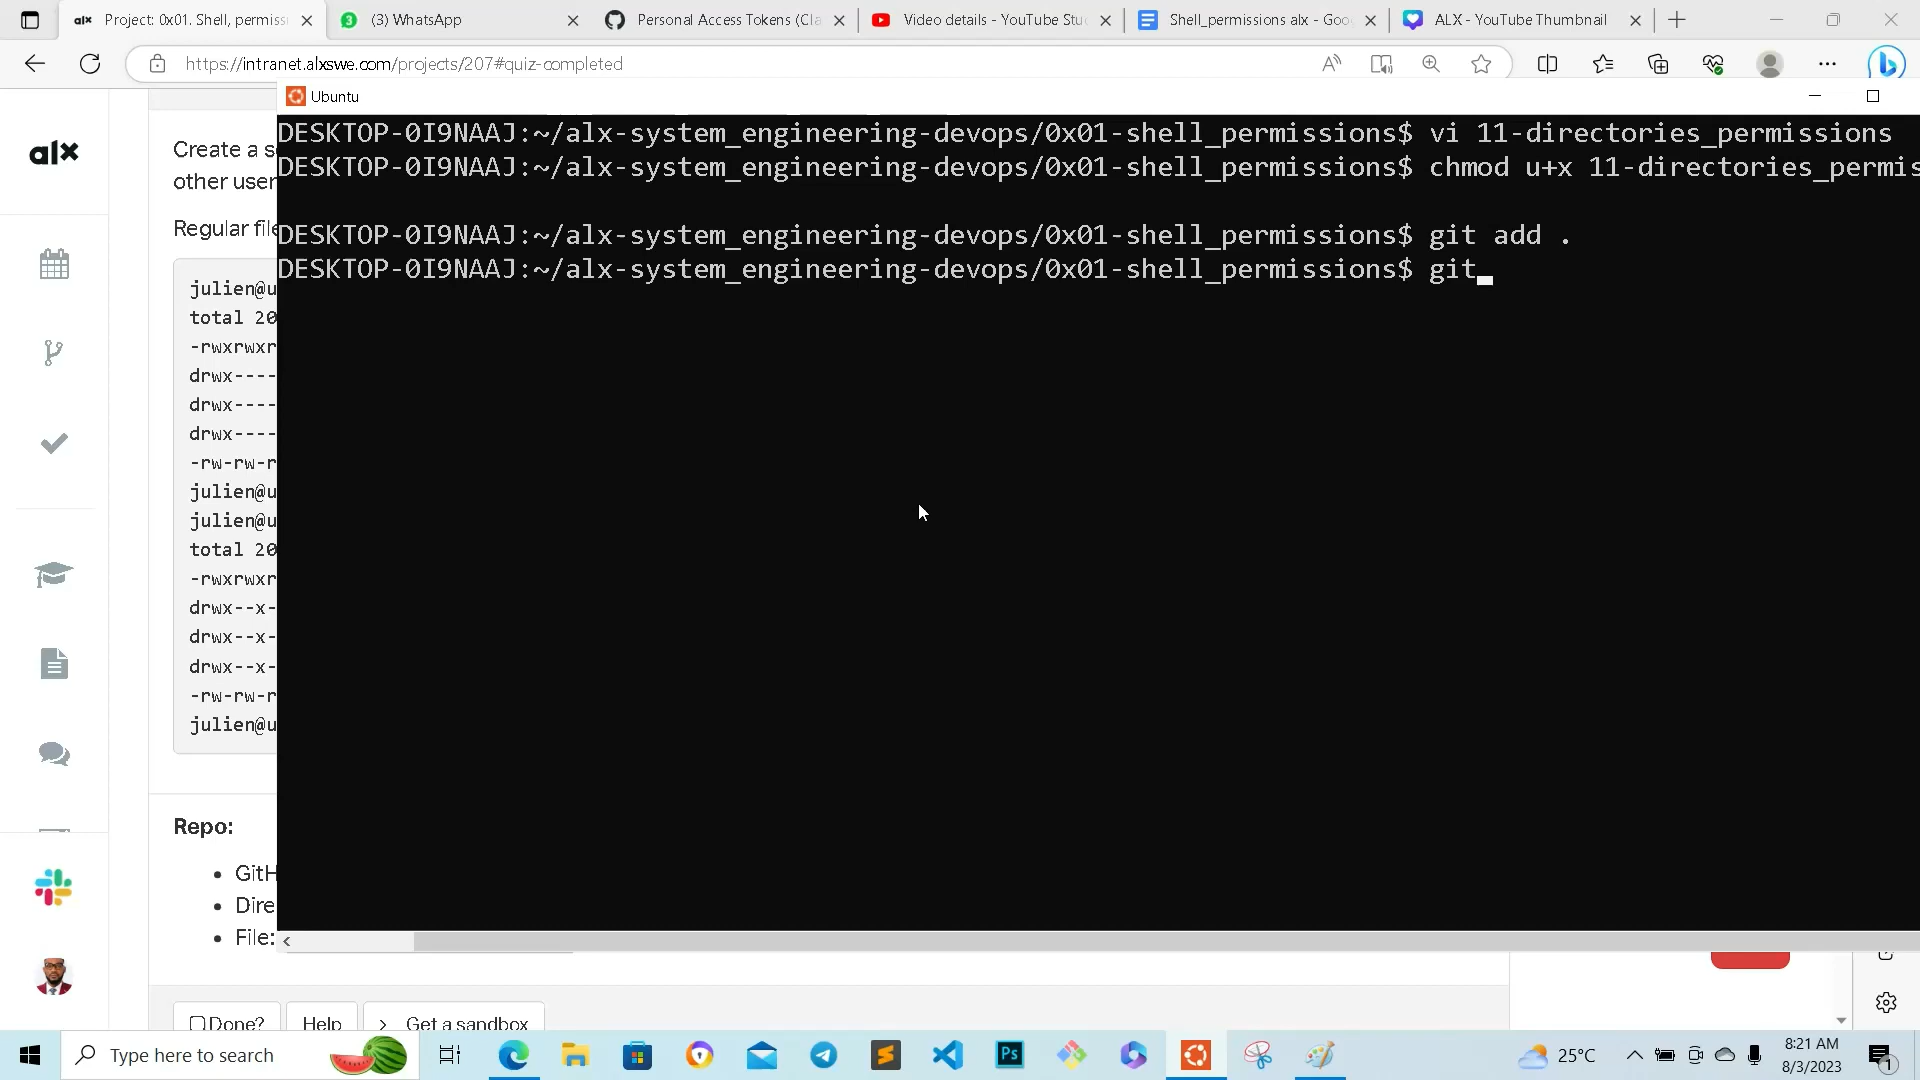 Project: 0x01. Shell, permiss
(3) WhatsApp
Personal Access Tokens (Cla
Video details - YouTube Stu
Shell_permissions alx - Goo
ALX - YouTube Thumbnail
https://intranet.alxswe.com/projects/207#quiz-completed
Ubuntu
alx
Create a s
other user
Regular file
julien@u
total 20
-rwxrwxr
drwx----
drwx----
drwx----
-rw-rw-r
julien@u
julien@u
total 20
-rwxrwxr
drwx--x-
drwx--x-
drwx--x-
-rw-rw-r
julien@u
DESKTOP-0I9NAAJ:~/alx-system_engineering-devops/0x01-shell_permissions$ vi 11-directories_permissions
DESKTOP-0I9NAAJ:~/alx-system_engineering-devops/0x01-shell_permissions$ chmod u+x 11-directories_permis
DESKTOP-0I9NAAJ:~/alx-system_engineering-devops/0x01-shell_permissions$ git add .
DESKTOP-0I9NAAJ:~/alx-system_engineering-devops/0x01-shell_permissions$ git
Repo:
GitH
Dire
File:
Done?
Help
> Get a sandbox
Type here to search
25°C
8:21 AM
8/3/2023